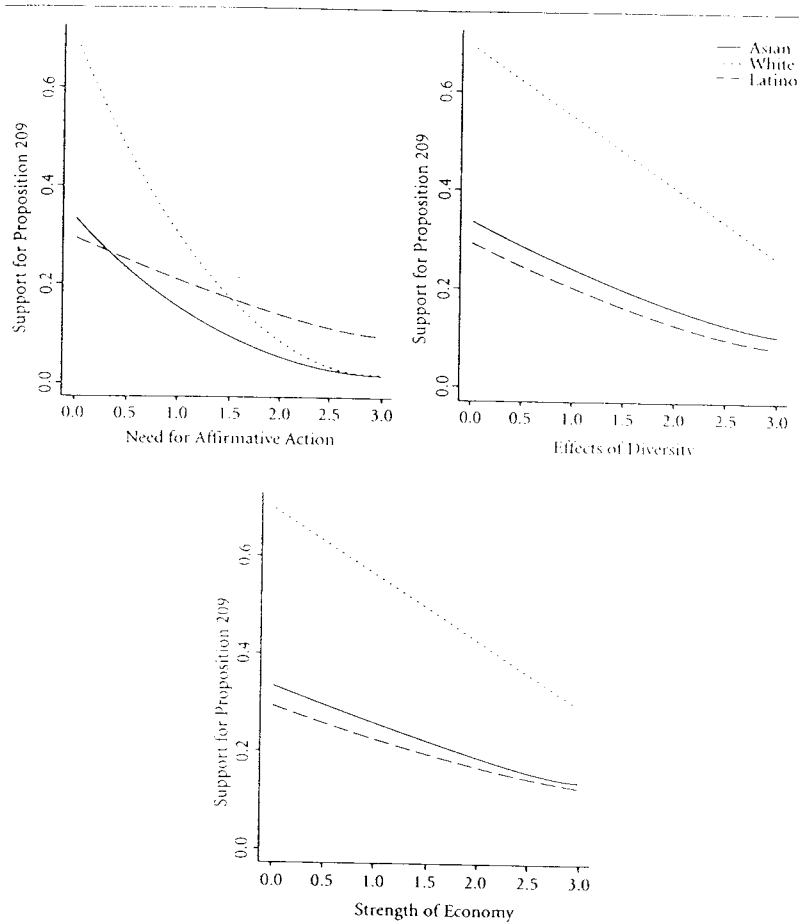 Asian
White
Latino
Support for Proposition 209
0.0 0.2 0.4 0.6
0.0 0.5 1.0 1.5 2.0 2.5 3.0
Need for Affirmative Action
Support for Proposition 209
0.0 0.2 0.4 0.6
0.0 0.5 1.0 1.5 2.0 2.5 3.0
Effects of Diversity
Support for Proposition 209
0.0 0.2 0.4 0.6
0.0 0.5 1.0 1.5 2.0 2.5 3.0
Strength of Economy